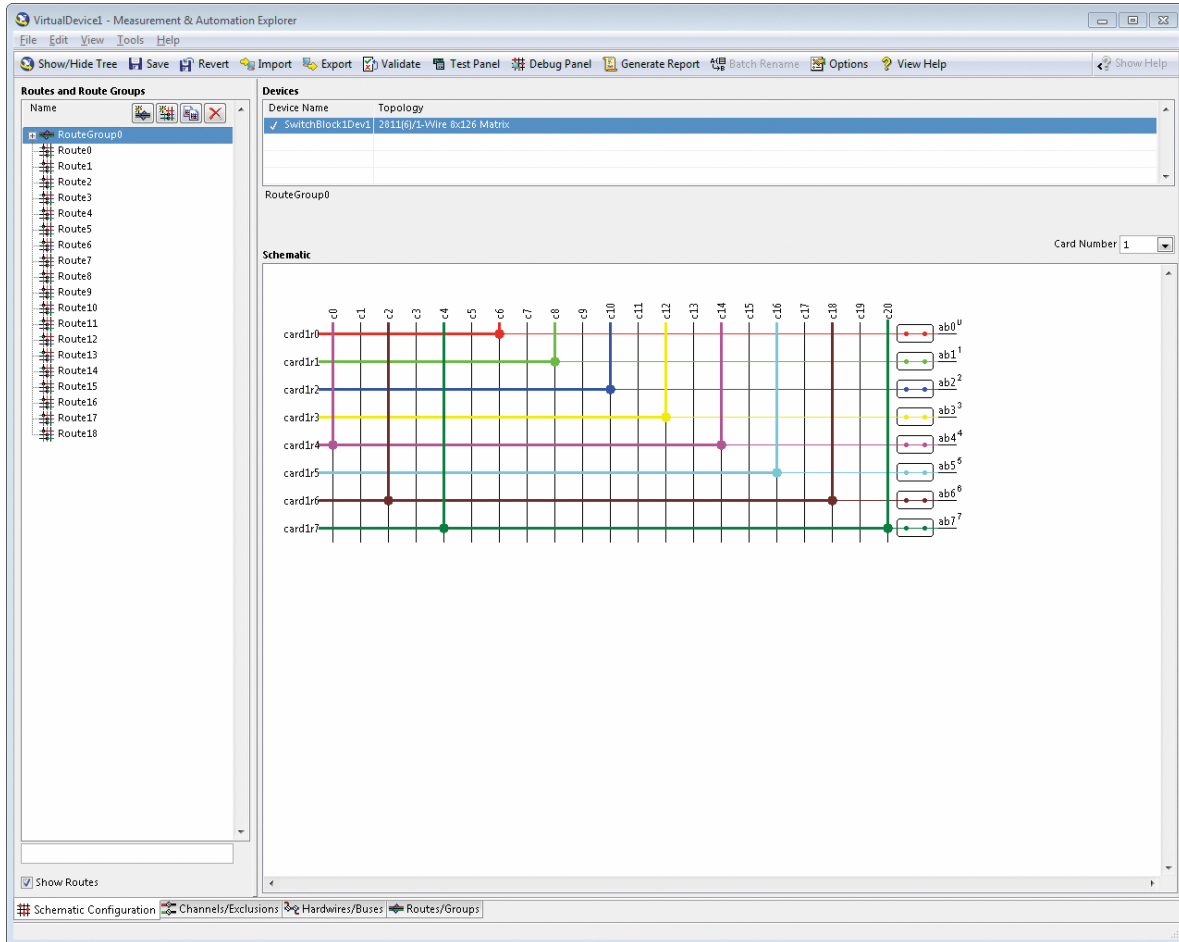 VirtualDevice1 - Measurement & Automation Explorer
File Edit View Tools Help
Show/Hide Tree Save Revert Import Export Validate Test Panel Debug Panel Generate Report Batch Rename Options View Help Show Help
Routes and Route Groups
Name
RouteGroup0
Route0
Route1
Route2
Route3
Route4
Route5
Route6
Route7
Route8
Route9
Route10
Route11
Route12
Route13
Route14
Route15
Route16
Route17
Route18
Show Routes
Devices
Device Name Topology
SwitchBlock1Dev1 2811(6)/1-Wire 8x126 Matrix
RouteGroup0
Card Number 1
Schematic
c0 c1 c2 c3 c4 c5 c6 c7 c8 c9 c10 c11 c12 c13 c14 c15 c16 c17 c18 c19 c20
card1r0 ab0 0
card1r1 ab1 1
card1r2 ab2 2
card1r3 ab3 3
card1r4 ab4 4
card1r5 ab5 5
card1r6 ab6 6
card1r7 ab7 7
Schematic Configuration Channels/Exclusions Hardwires/Buses Routes/Groups